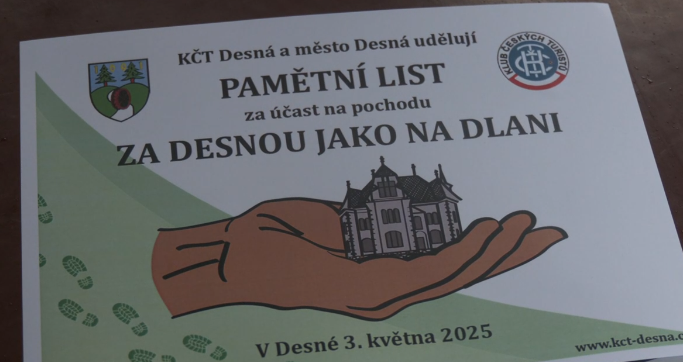 KČT Desná a město Desná udělují
PAMĚTNÍ LIST
za účast na pochodu
ZA DESNOU JAKO NA DLANI
KLUB ČESKÝCH TURISTŮ
V Desné 3. května 2025
www.kct-desna.c